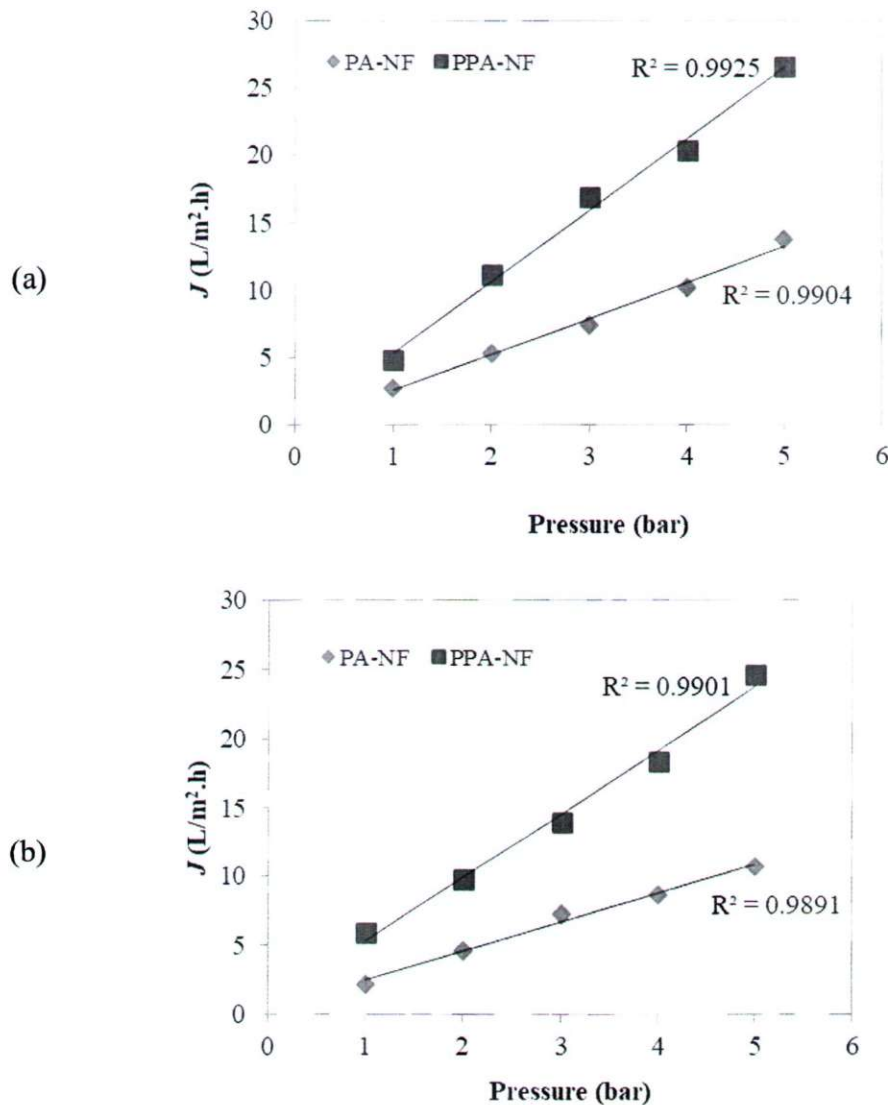 30
PA-NF PPA-NF
R² = 0.9925
25
20
J (L/m².h)
15
(a)
10
R² = 0.9904
5
0
0 1 2 3 4 5 6
Pressure (bar)
30
PA-NF PPA-NF
25
R² = 0.9901
20
J (L/m².h)
15
(b)
10
R² = 0.9891
5
0
0 1 2 3 4 5 6
Pressure (bar)